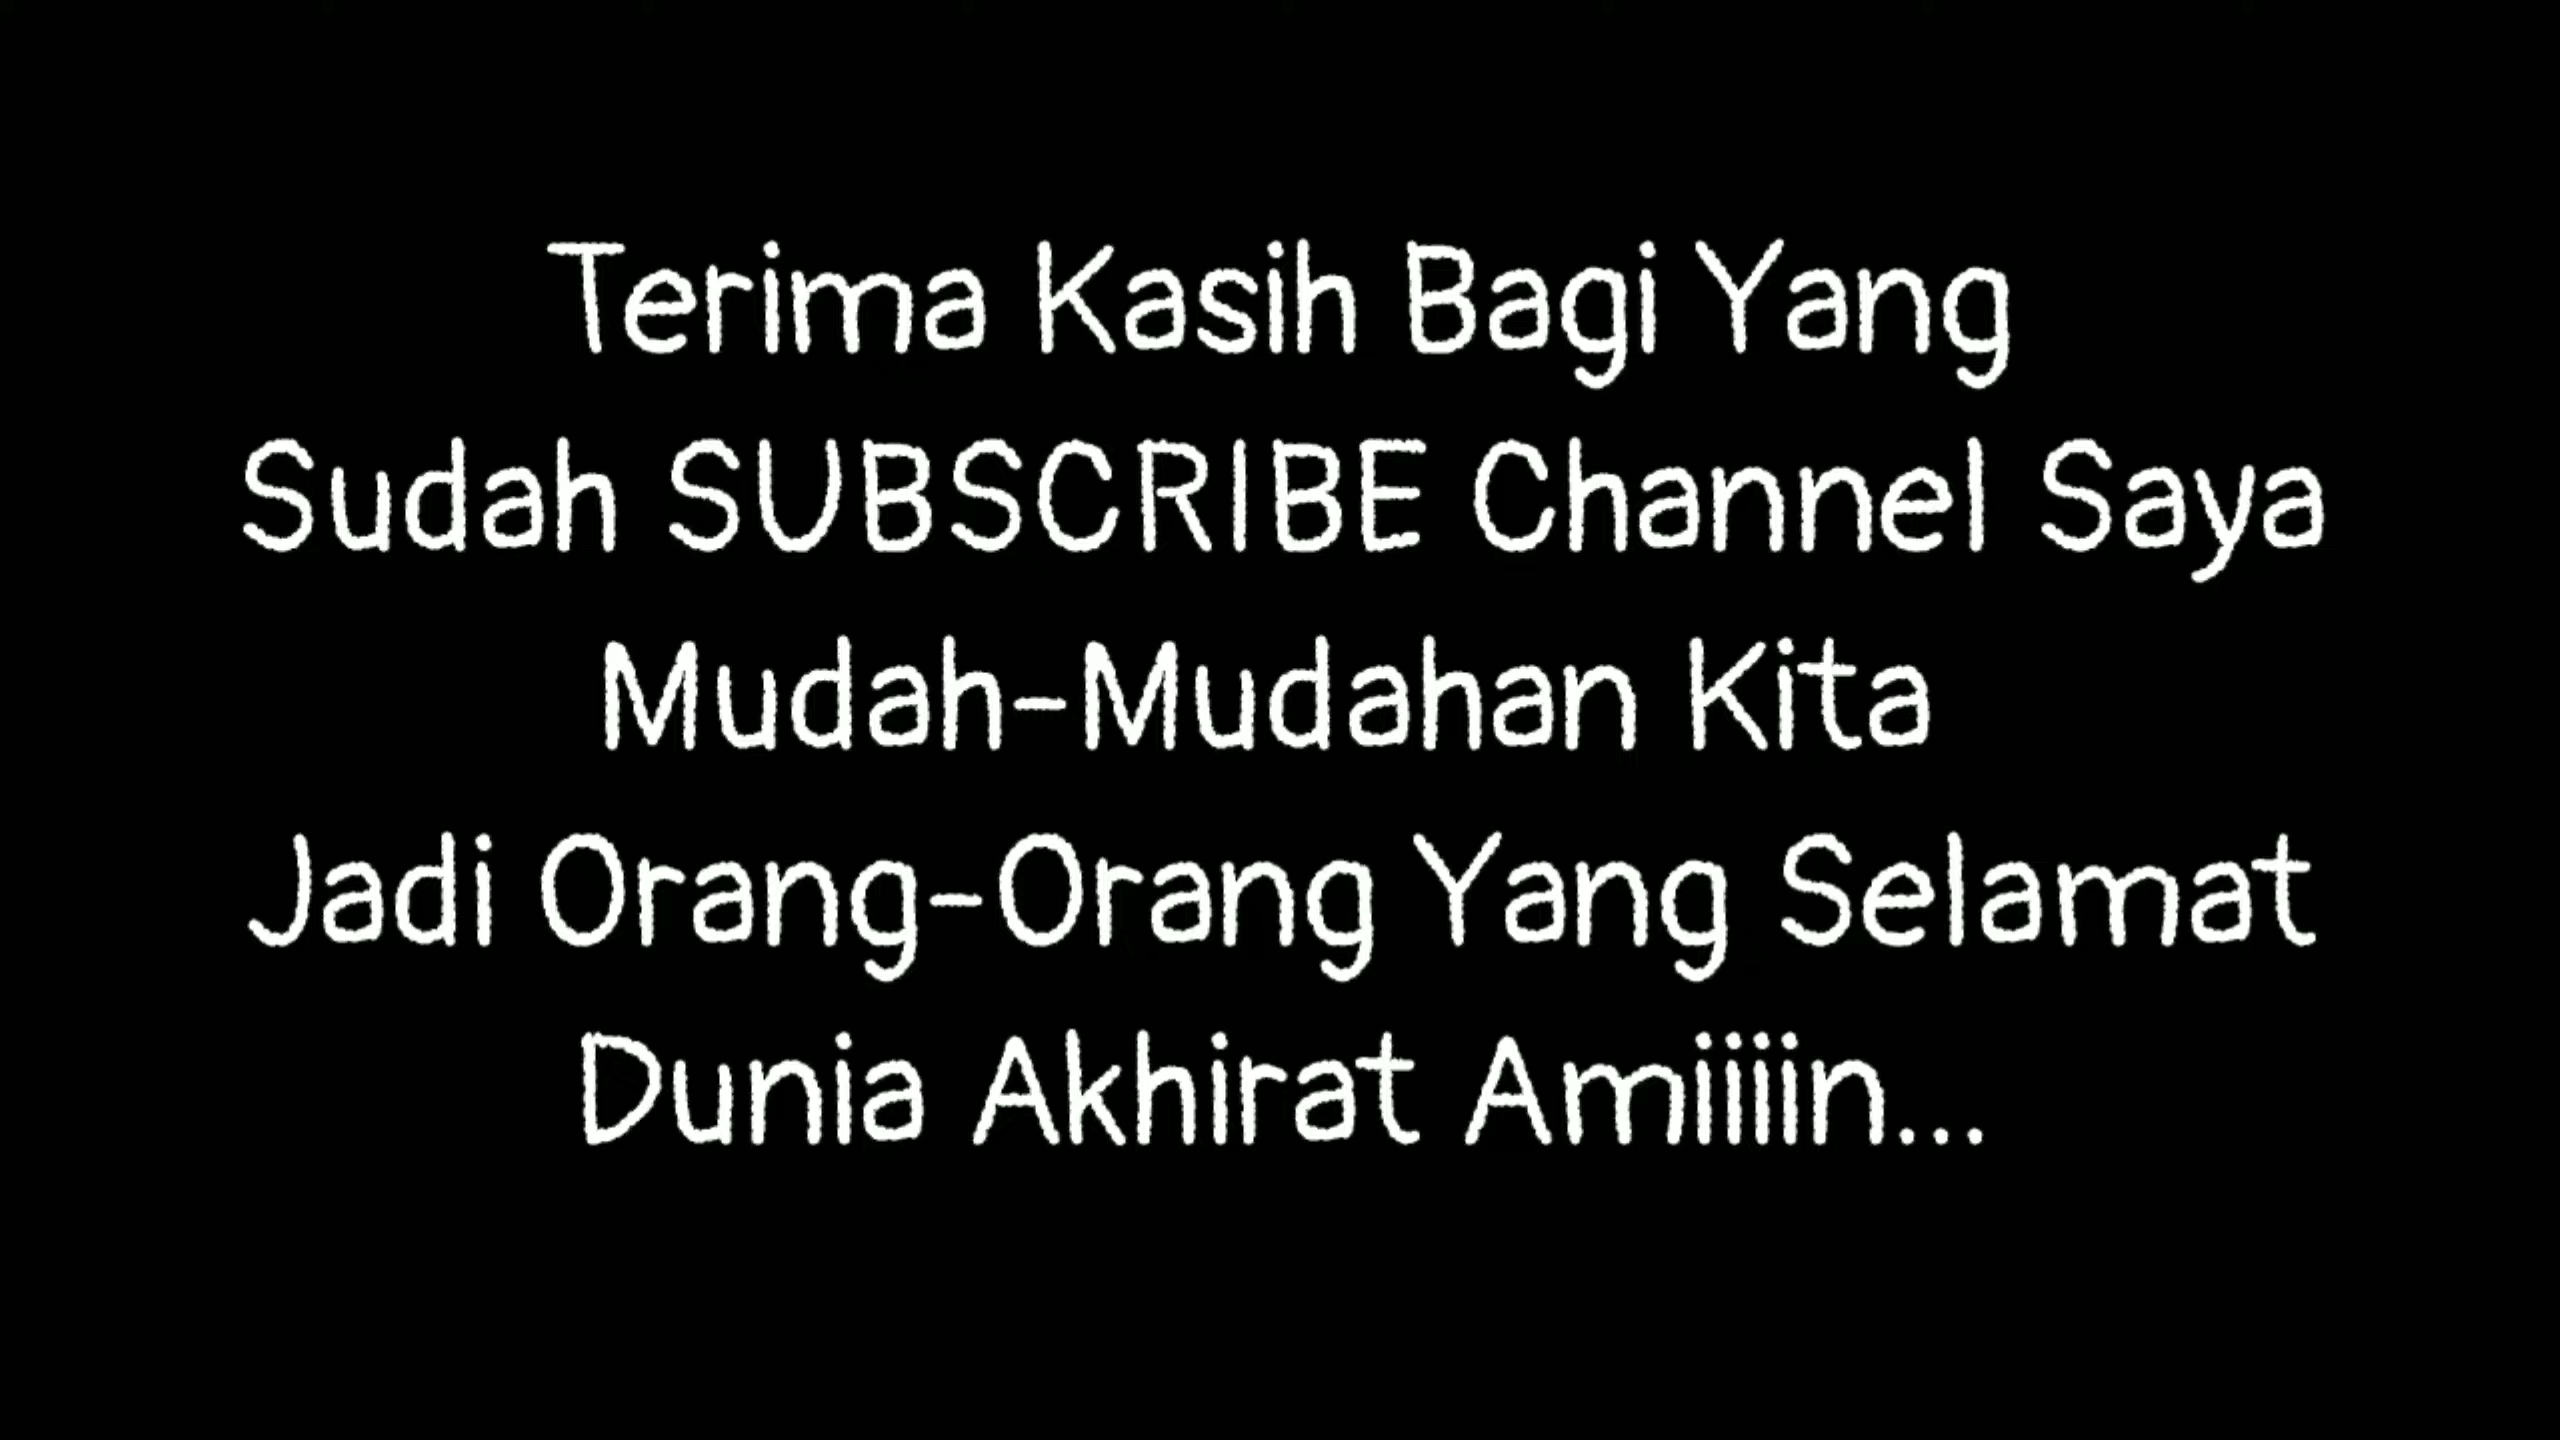 Terima Kasih Bagi Yang
Sudah SUBSCRIBE Channel Saya
Mudah-Mudahan Kita
Jadi Orang-Orang Yang Selamat
Dunia Akhirat Amiiiin...